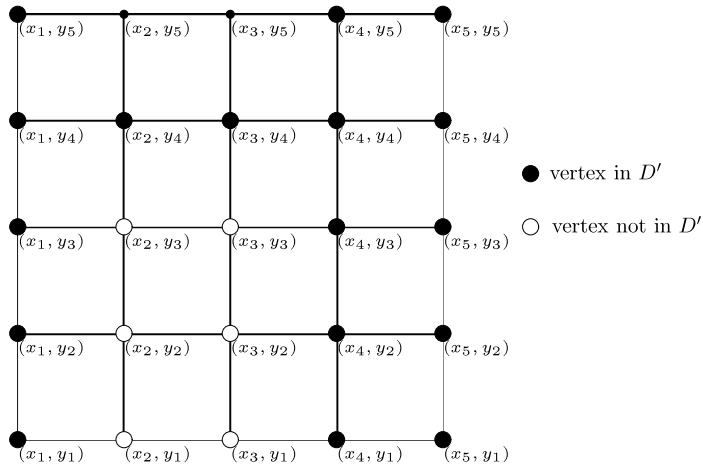 (x₁, y₅) (x₂, y₅) (x₃, y₅) (x₄, y₅) (x₅, y₅)
(x₁, y₄) (x₂, y₄) (x₃, y₄) (x₄, y₄) (x₅, y₄)
vertex in D′
vertex not in D′
(x₁, y₃) (x₂, y₃) (x₃, y₃) (x₄, y₃) (x₅, y₃)
(x₁, y₂) (x₂, y₂) (x₃, y₂) (x₄, y₂) (x₅, y₂)
(x₁, y₁) (x₂, y₁) (x₃, y₁) (x₄, y₁) (x₅, y₁)